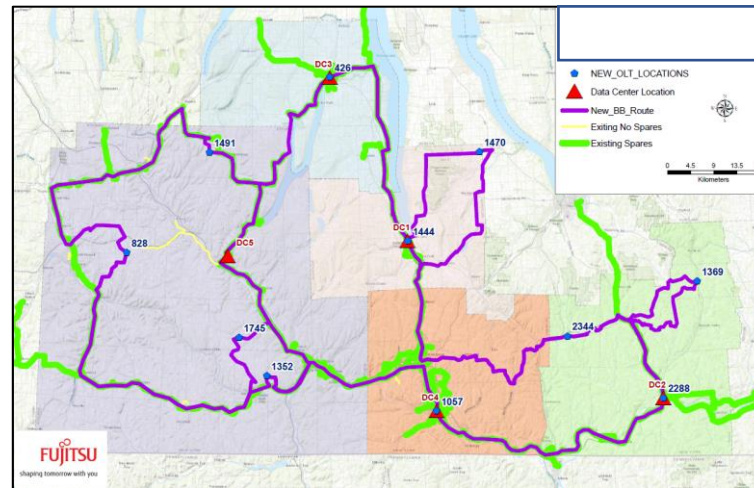 NEW_OLT_LOCATIONS
Data Center Location
New_BB_Route
Exiting No Spares
Existing Spares
0 4.5 9 13.5
Kilometers
DC3
426
1491
1470
DC1
1444
828
DC5
1369
2344
1745
1352
DC2
2288
DC4
1057
FUJITSU
shaping tomorrow with you